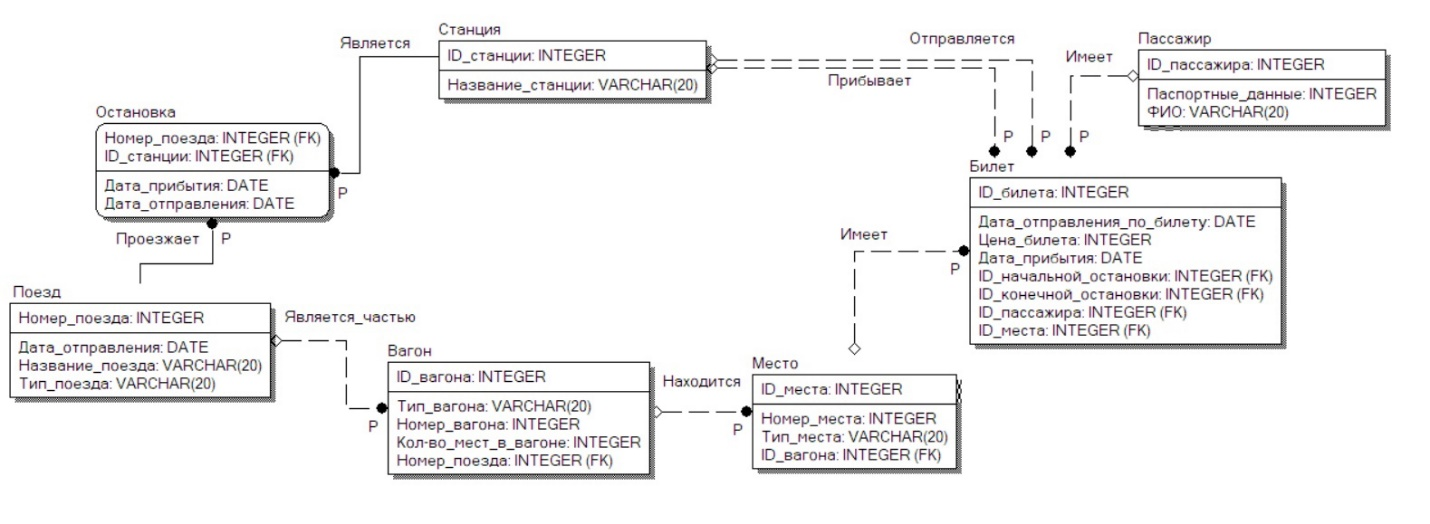 Станция
ID_станции: INTEGER
Название_станции: VARCHAR(20)
Является
Отправляется
Прибывает
Имеет
Пассажир
ID_пассажира: INTEGER
Паспортные_данные: INTEGER
ФИО: VARCHAR(20)
Остановка
Номер_поезда: INTEGER (FK)
ID_станции: INTEGER (FK)
Дата_прибытия: DATE
Дата_отправления: DATE
P
P
P
P
Билет
ID_билета: INTEGER
Дата_отправления_по_билету: DATE
Цена_билета: INTEGER
Дата_прибытия: DATE
ID_начальной_остановки: INTEGER (FK)
ID_конечной_остановки: INTEGER (FK)
ID_пассажира: INTEGER (FK)
ID_места: INTEGER (FK)
Проезжает
P
Имеет
P
Поезд
Номер_поезда: INTEGER
Дата_отправления: DATE
Название_поезда: VARCHAR(20)
Тип_поезда: VARCHAR(20)
Является_частью
P
Вагон
ID_вагона: INTEGER
Тип_вагона: VARCHAR(20)
Номер_вагона: INTEGER
Кол-во_мест_в_вагоне: INTEGER
Номер_поезда: INTEGER (FK)
Находится
P
Место
ID_места: INTEGER
Номер_места: INTEGER
Тип_места: VARCHAR(20)
ID_вагона: INTEGER (FK)